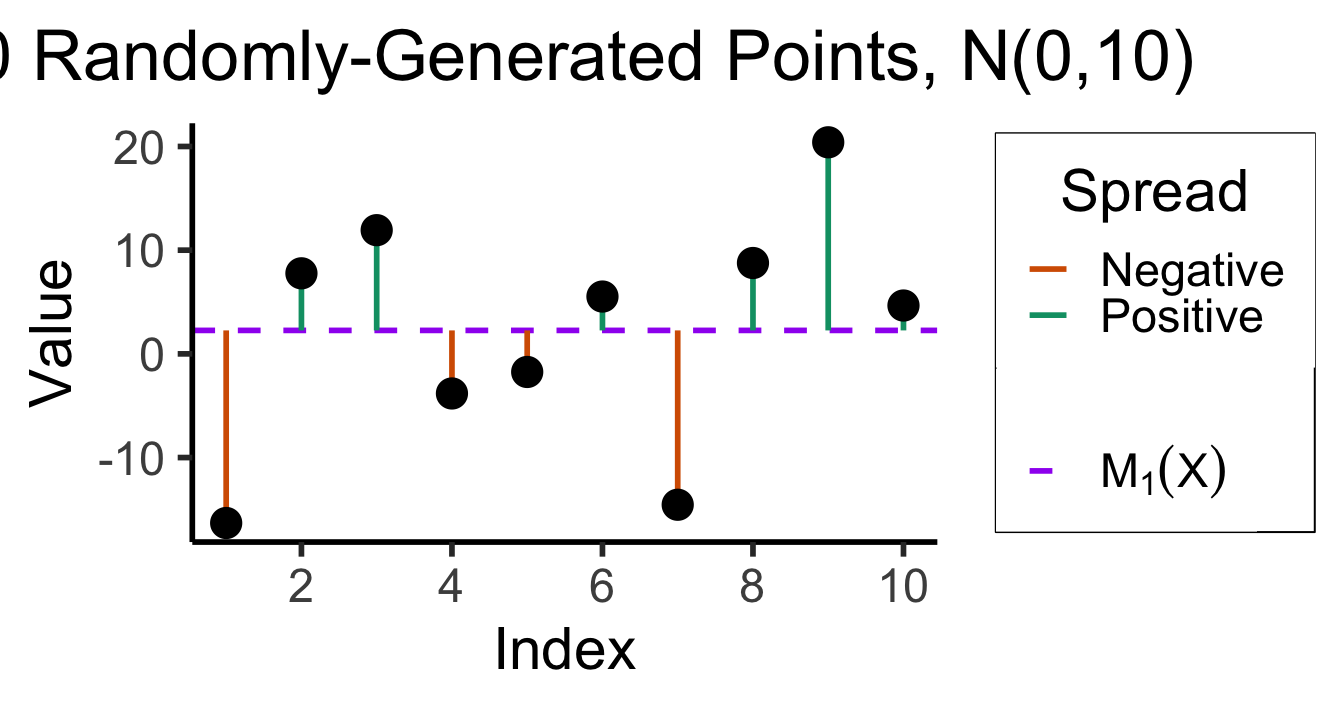 0 Randomly-Generated Points, N(0,10)
20
10
0
-10
Value
2 4 6 8 10
Index
Spread
Negative
Positive
M₁(X)